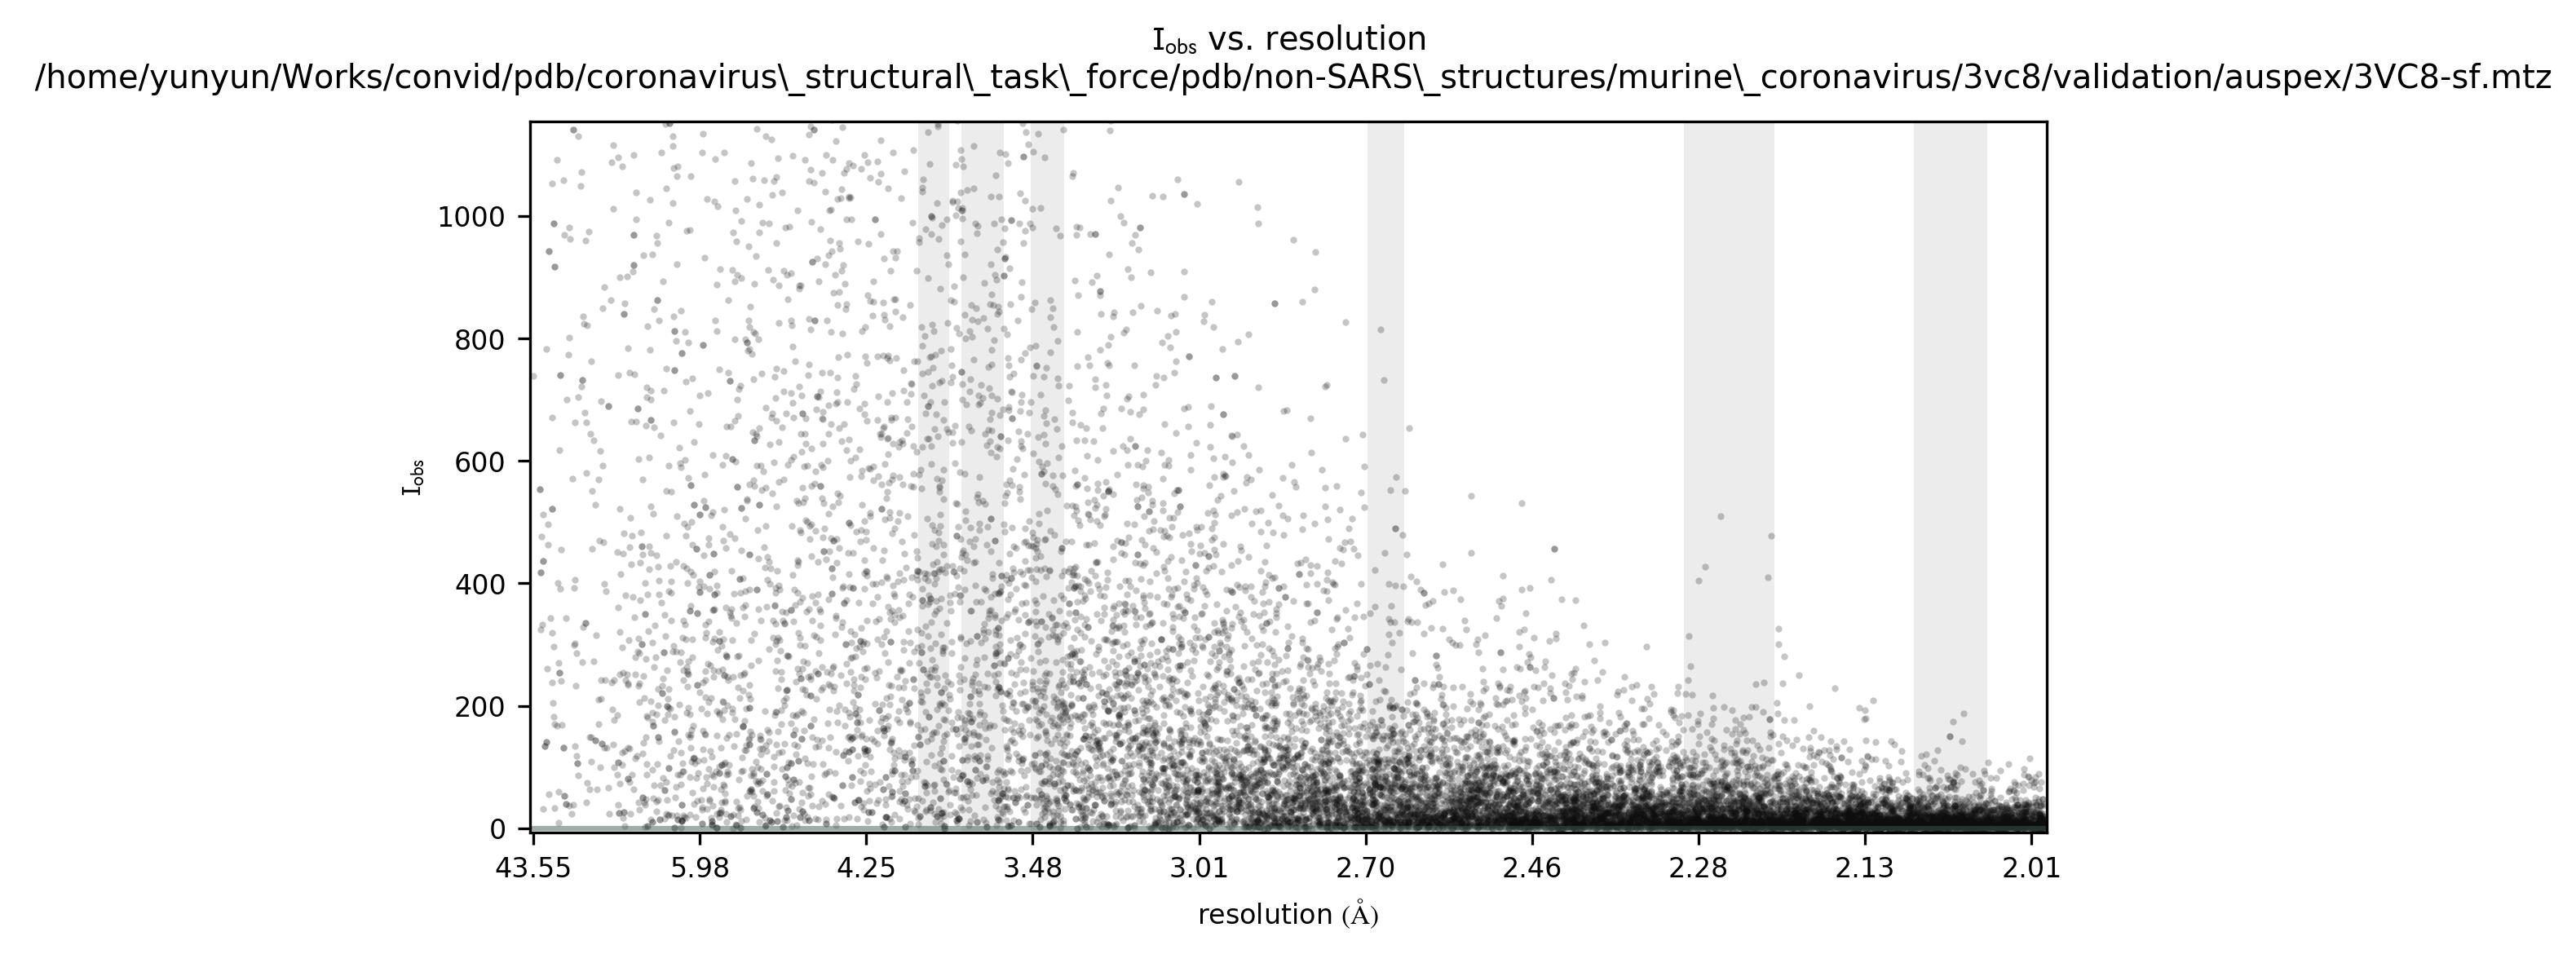 I_obs vs. resolution
/home/yunyun/Works/convid/pdb/coronavirus\_structural\_task\_force/pdb/non-SARS\_structures/murine\_coronavirus/3vc8/validation/auspex/3VC8-sf.mtz
1000
800
600
400
200
0
I_obs
43.55 5.98 4.25 3.48 3.01 2.70 2.46 2.28 2.13 2.01
resolution (Å)